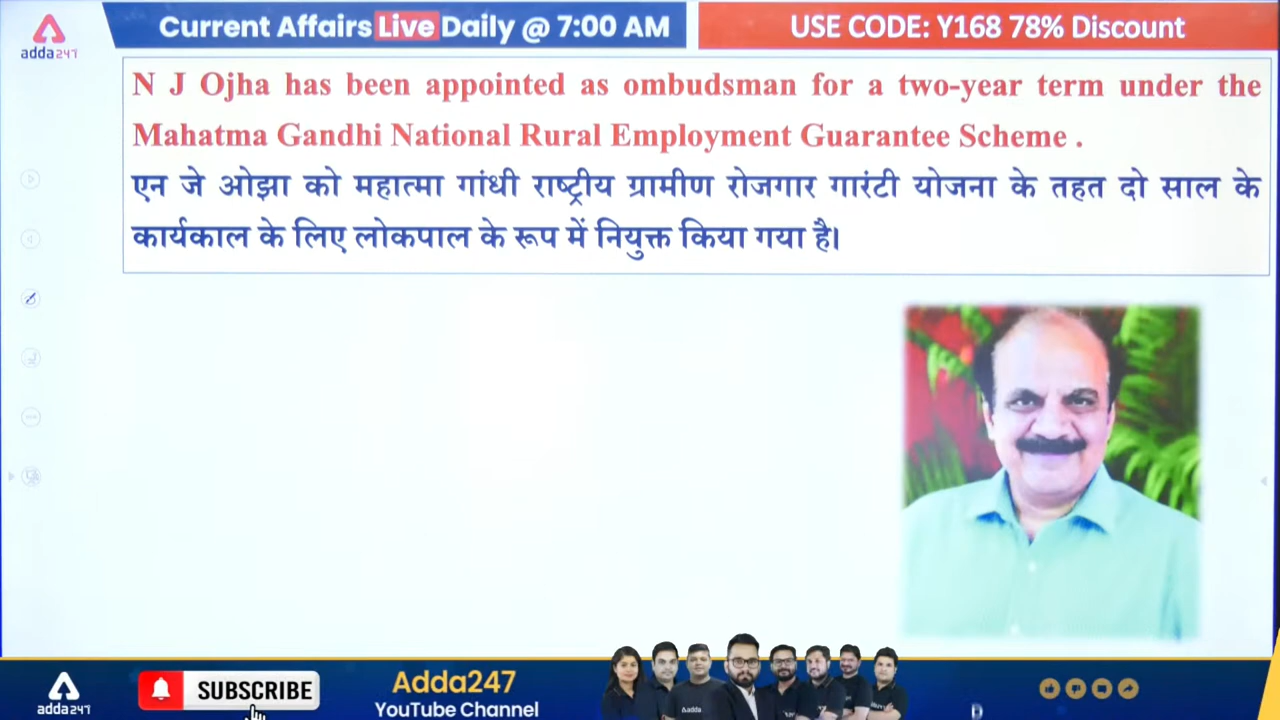 adda247
Current Affairs Live Daily @ 7:00 AM
USE CODE: Y168 78% Discount
N J Ojha has been appointed as ombudsman for a two-year term under the
Mahatma Gandhi National Rural Employment Guarantee Scheme .
एन जे ओझा को महात्मा गांधी राष्ट्रीय ग्रामीण रोजगार गारंटी योजना के तहत दो साल के
कार्यकाल के लिए लोकपाल के रूप में नियुक्त किया गया है।
adda247
SUBSCRIBE
Adda247
YouTube Channel
adda
D